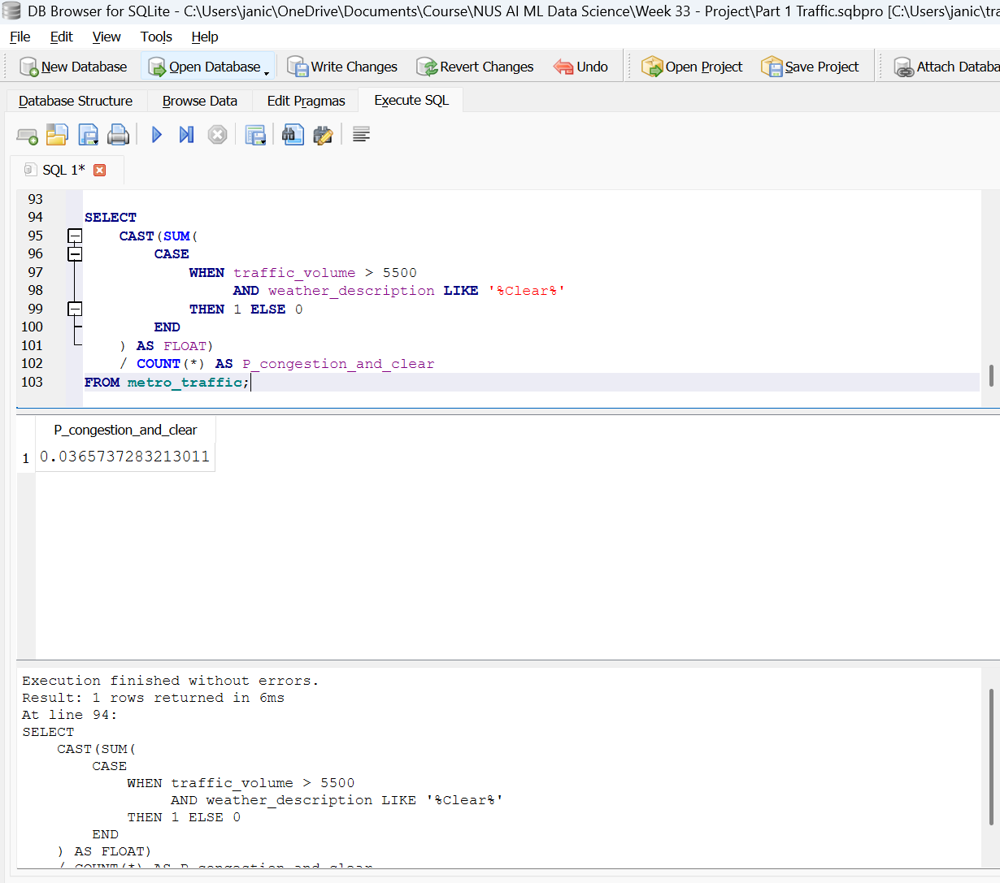 DB Browser for SQLite - C:\Users\janic\OneDrive\Documents\Course\NUS AI ML Data Science\Week 33 - Project\Part 1 Traffic.sqbpro [C:\Users\janic\tra
File Edit View Tools Help
New Database Open Database Write Changes Revert Changes Undo Open Project Save Project Attach Databa
Database Structure Browse Data Edit Pragmas Execute SQL
SQL 1*
93
94 SELECT
95 CAST(SUM(
96 CASE
97 WHEN traffic_volume > 5500
98 AND weather_description LIKE '%Clear%'
99 THEN 1 ELSE 0
100 END
101 ) AS FLOAT)
102 / COUNT(*) AS P_congestion_and_clear
103 FROM metro_traffic;
P_congestion_and_clear
1 0.0365737283213011
Execution finished without errors.
Result: 1 rows returned in 6ms
At line 94:
SELECT
CAST(SUM(
CASE
WHEN traffic_volume > 5500
AND weather_description LIKE '%Clear%'
THEN 1 ELSE 0
END
) AS FLOAT)
/ COUNT(*) AS P_congestion_and_clear